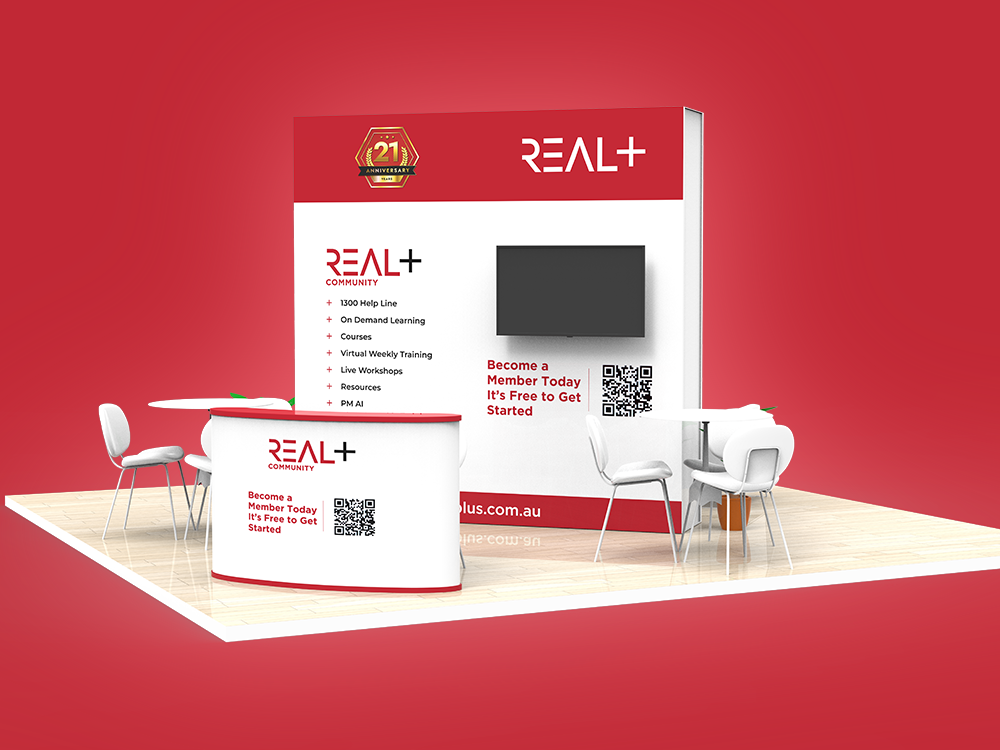 21
ANNIVERSARY
YEARS
REAL+
REAL+
COMMUNITY
+ 1300 Help Line
+ On Demand Learning
+ Courses
+ Virtual Weekly Training
+ Live Workshops
+ Resources
+ PM AI
Become a
Member Today
It's Free to Get
Started
plus.com.au
REAL+
COMMUNITY
Become a
Member Today
It's Free to Get
Started